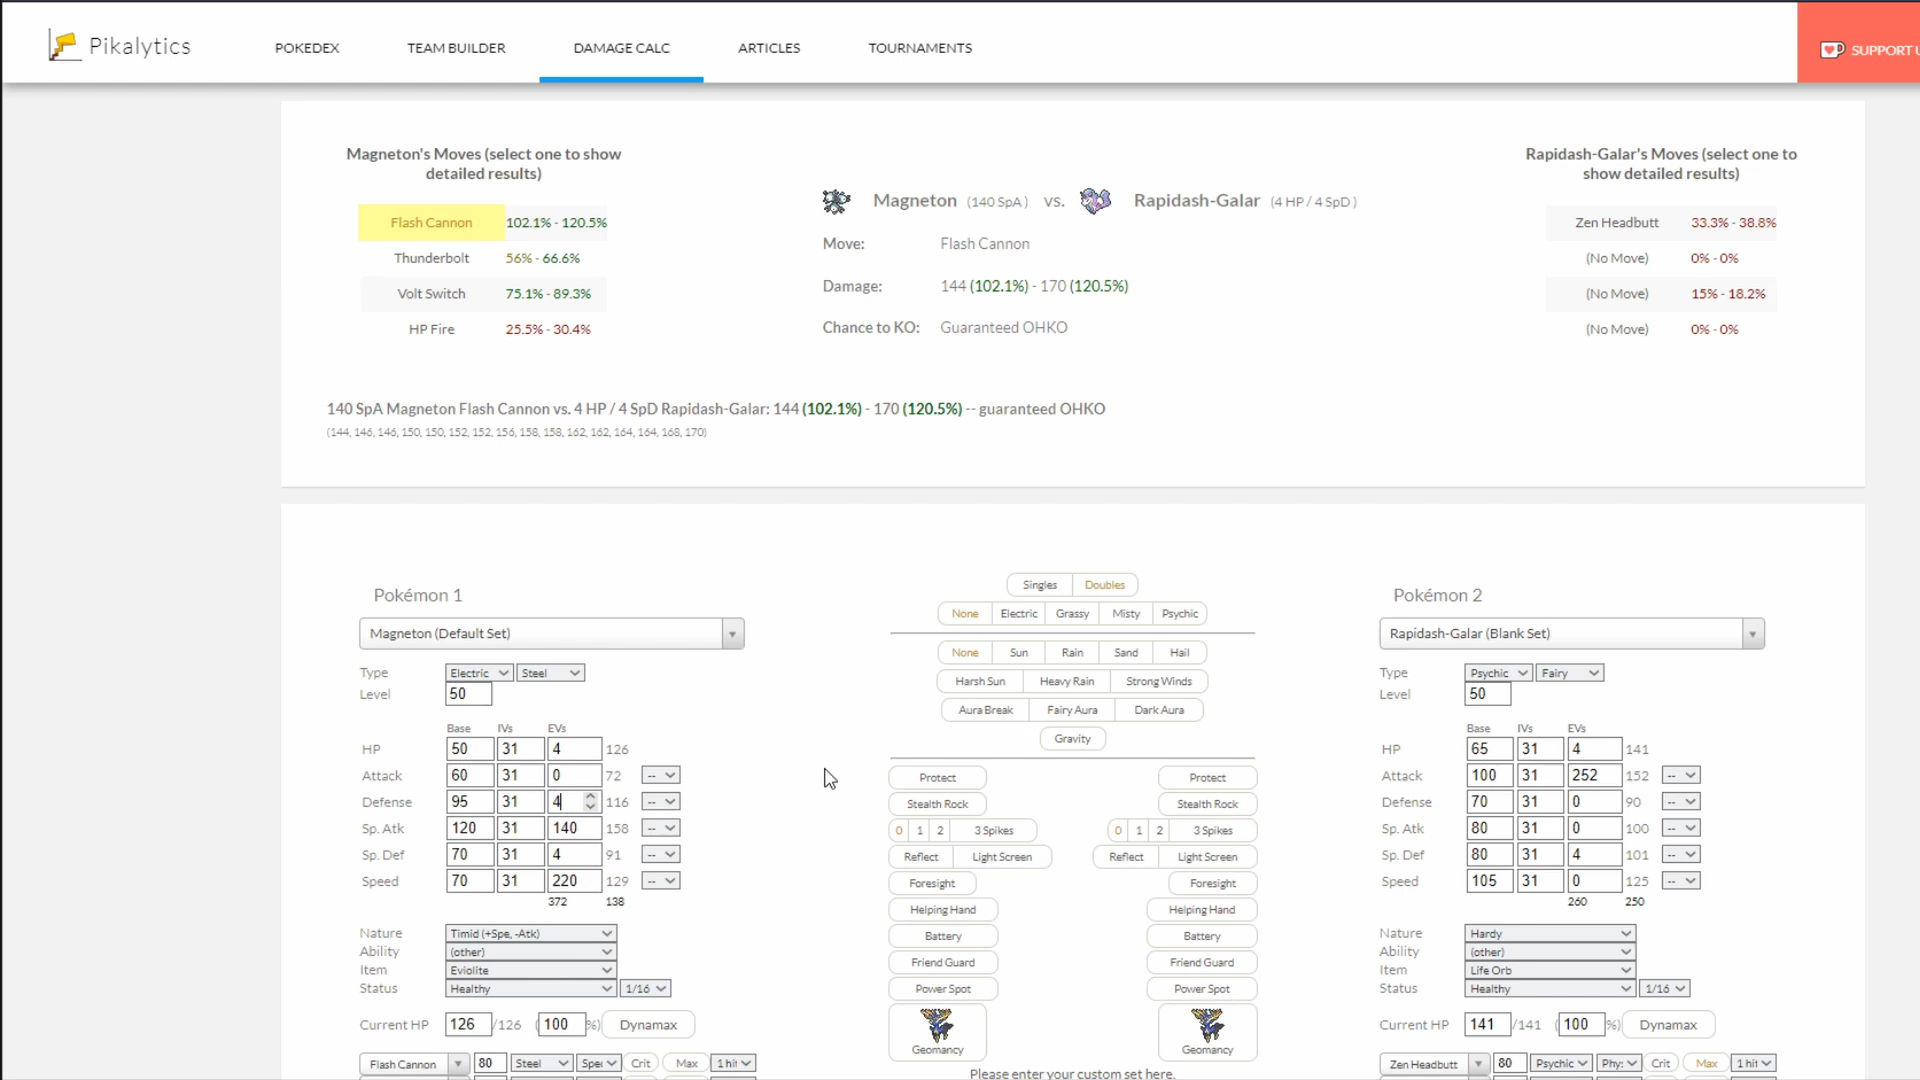 Pikalytics
POKEDEX
TEAM BUILDER
DAMAGE CALC
ARTICLES
TOURNAMENTS
SUPPORT U
Magneton's Moves (select one to show
detailed results)
Flash Cannon 102.1% - 120.5%
Thunderbolt 56% - 66.6%
Volt Switch 75.1% - 89.3%
HP Fire 25.5% - 30.4%
Magneton (140 SpA ) vs. Rapidash-Galar (4 HP / 4 SpD )
Move: Flash Cannon
Damage: 144 (102.1%) - 170 (120.5%)
Chance to KO: Guaranteed OHKO
Rapidash-Galar's Moves (select one to
show detailed results)
Zen Headbutt 33.3% - 38.8%
(No Move) 0% - 0%
(No Move) 15% - 18.2%
(No Move) 0% - 0%
140 SpA Magneton Flash Cannon vs. 4 HP / 4 SpD Rapidash-Galar: 144 (102.1%) - 170 (120.5%) -- guaranteed OHKO
(144, 146, 146, 150, 150, 152, 152, 156, 158, 158, 162, 162, 164, 164, 168, 170)
Pokémon 1
Magneton (Default Set)
Type Electric Steel
Level 50
Base IVs EVs
HP 50 31 4 126
Attack 60 31 0 72 --
Defense 95 31 4 116 --
Sp. Atk 120 31 140 158 --
Sp. Def 70 31 4 91 --
Speed 70 31 220 129 --
372 138
Nature Timid (+Spe, -Atk)
Ability (other)
Item Eviolite
Status Healthy 1/16
Current HP 126 /126 (100 %) Dynamax
Flash Cannon 80 Steel Spec Crit Max 1 hit
Singles Doubles
None Electric Grassy Misty Psychic
None Sun Rain Sand Hail
Harsh Sun Heavy Rain Strong Winds
Aura Break Fairy Aura Dark Aura
Gravity
Protect Protect
Stealth Rock Stealth Rock
0 1 2 3 Spikes 0 1 2 3 Spikes
Reflect Light Screen Reflect Light Screen
Foresight Foresight
Helping Hand Helping Hand
Battery Battery
Friend Guard Friend Guard
Power Spot Power Spot
Geomancy Geomancy
Please enter your custom set here.
Pokémon 2
Rapidash-Galar (Blank Set)
Type Psychic Fairy
Level 50
Base IVs EVs
HP 65 31 4 141
Attack 100 31 252 152 --
Defense 70 31 0 90 --
Sp. Atk 80 31 0 100 --
Sp. Def 80 31 4 101 --
Speed 105 31 0 125 --
260 250
Nature Hardy
Ability (other)
Item Life Orb
Status Healthy 1/16
Current HP 141 /141 (100 %) Dynamax
Zen Headbutt 80 Psychic Phy: Crit Max 1 hit